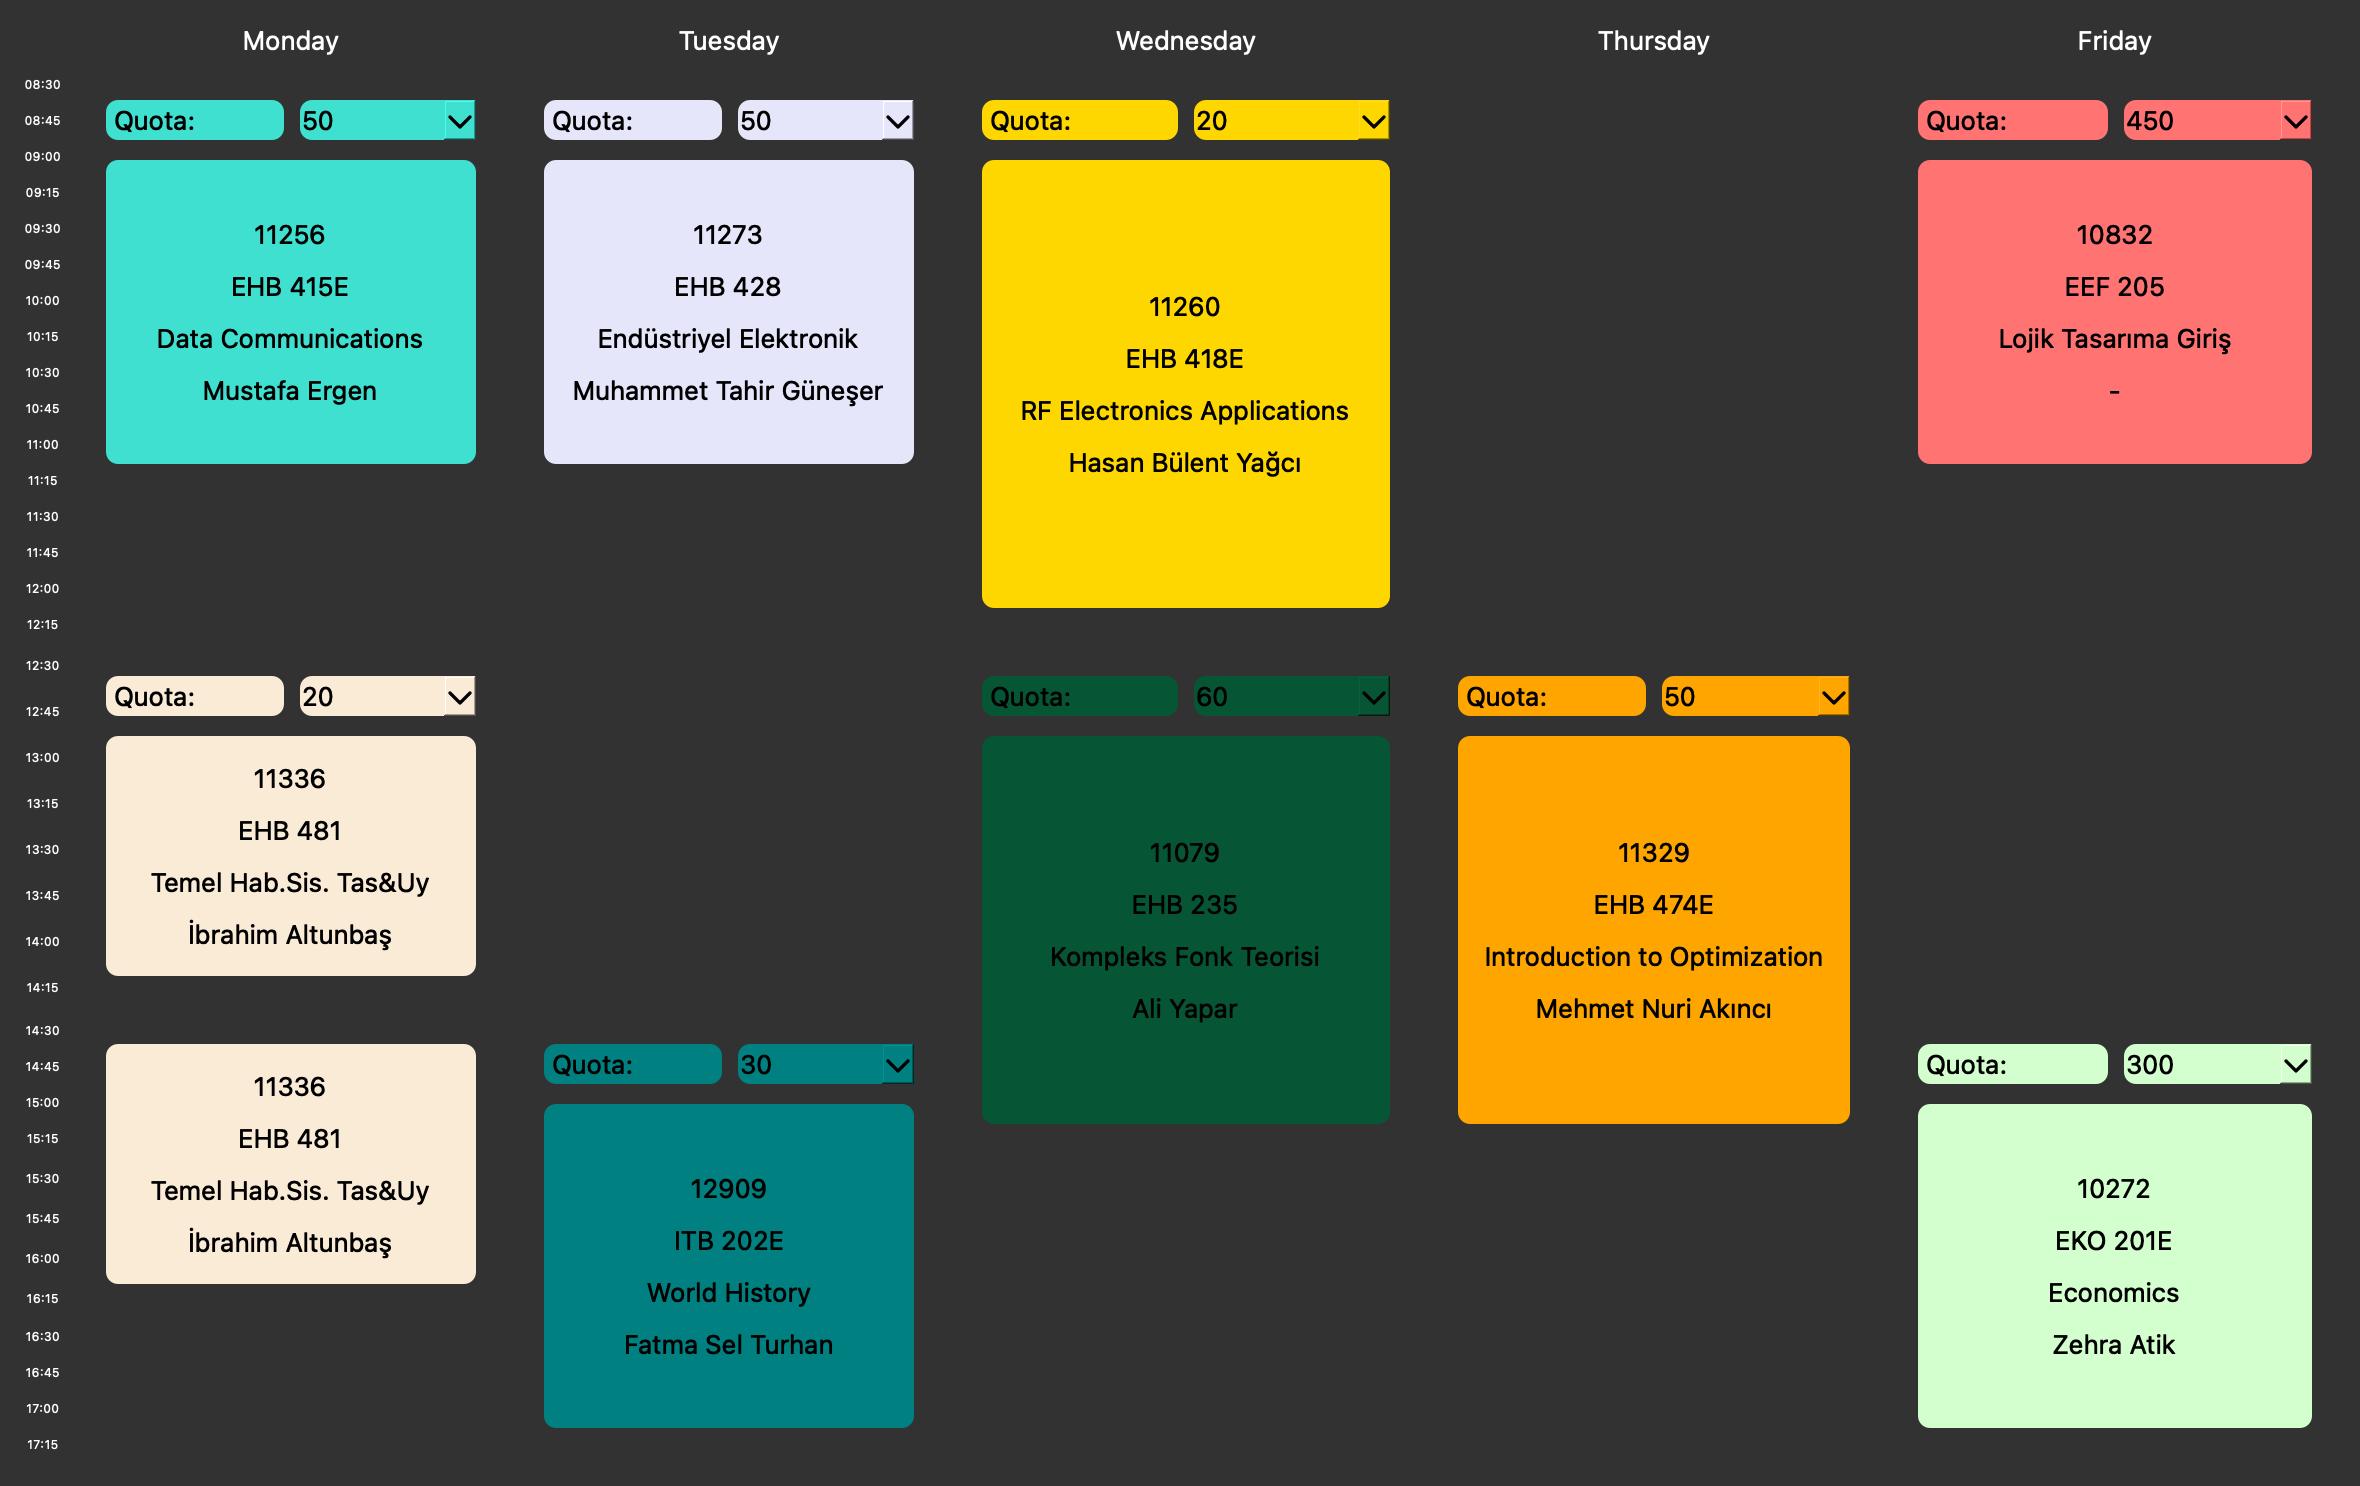 Monday
Tuesday
Wednesday
Thursday
Friday
08:30
08:45
09:00
09:15
09:30
09:45
10:00
10:15
10:30
10:45
11:00
11:15
11:30
11:45
12:00
12:15
12:30
12:45
13:00
13:15
13:30
13:45
14:00
14:15
14:30
14:45
15:00
15:15
15:30
15:45
16:00
16:15
16:30
16:45
17:00
17:15
Quota: 50
11256
EHB 415E
Data Communications
Mustafa Ergen
Quota: 20
11336
EHB 481
Temel Hab.Sis. Tas&Uy
İbrahim Altunbaş
11336
EHB 481
Temel Hab.Sis. Tas&Uy
İbrahim Altunbaş
Quota: 50
11273
EHB 428
Endüstriyel Elektronik
Muhammet Tahir Güneşer
Quota: 30
12909
ITB 202E
World History
Fatma Sel Turhan
Quota: 20
11260
EHB 418E
RF Electronics Applications
Hasan Bülent Yağcı
Quota: 60
11079
EHB 235
Kompleks Fonk Teorisi
Ali Yapar
Quota: 50
11329
EHB 474E
Introduction to Optimization
Mehmet Nuri Akıncı
Quota: 450
10832
EEF 205
Lojik Tasarıma Giriş
-
Quota: 300
10272
EKO 201E
Economics
Zehra Atik